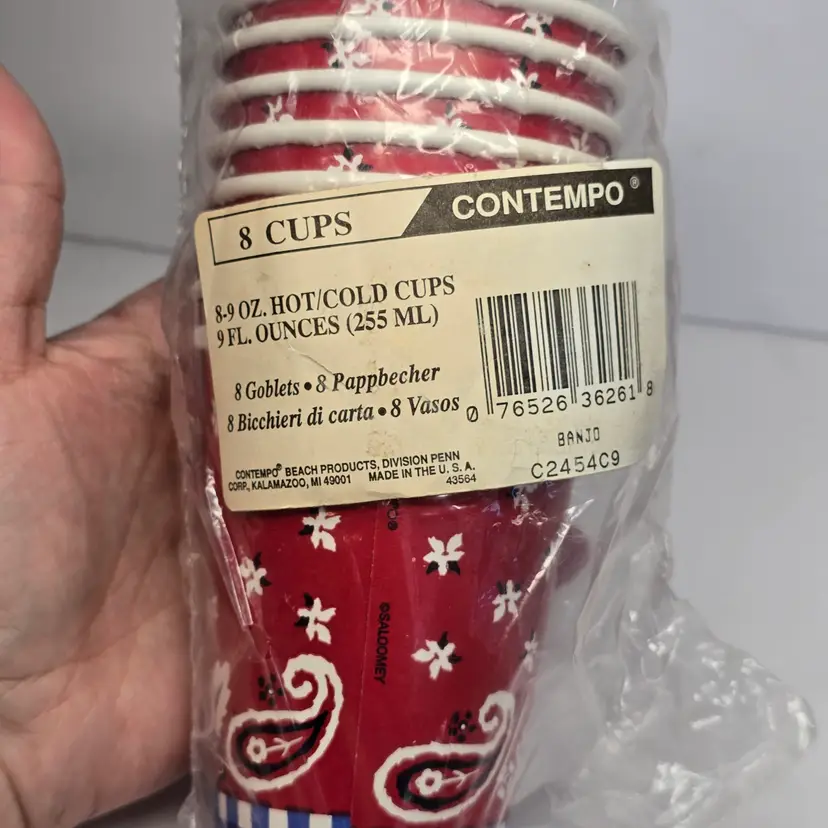 8 CUPS
CONTEMPO®
8-9 OZ. HOT/COLD CUPS
9 FL. OUNCES (255 ML)
8 Goblets • 8 Pappbecher
8 Bicchieri di carta • 8 Vasos
0 76526 36261 8
BANJO
C2454C9
CONTEMPO® BEACH PRODUCTS, DIVISION PENN
CORP., KALAMAZOO, MI 49001 MADE IN THE U. S. A.
43564
©SALOOMEY